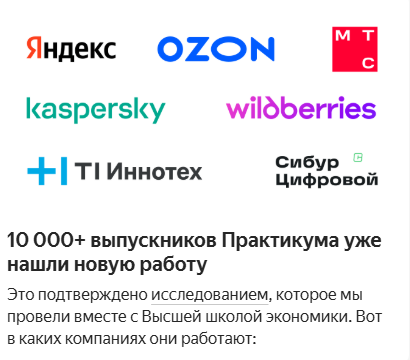 Яндекс OZON МТС
kaspersky wildberries
T1 Иннотех Сибур
Цифровой
10 000+ выпускников Практикума уже
нашли новую работу
Это подтверждено исследованием, которое мы
провели вместе с Высшей школой экономики. Вот
в каких компаниях они работают: